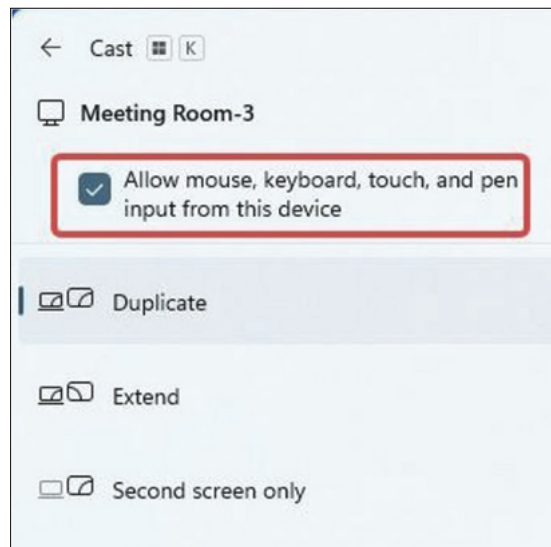 Cast K
Meeting Room-3
Allow mouse, keyboard, touch, and pen
input from this device
Duplicate
Extend
Second screen only